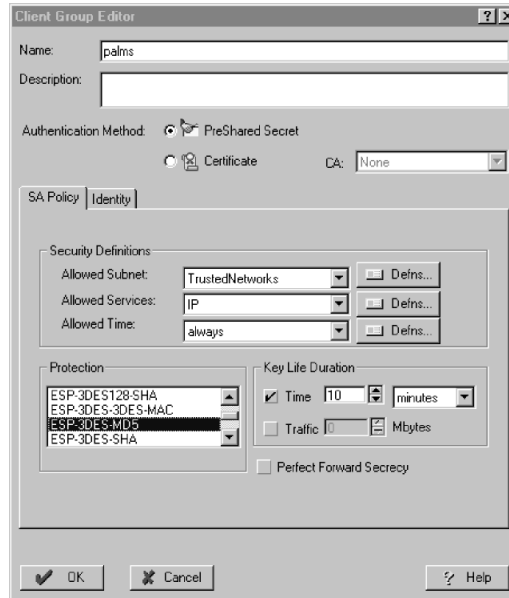 Client Group Editor
Name: palms
Description:
Authentication Method: PreShared Secret
Certificate CA: None
SA Policy Identity
Security Definitions
Allowed Subnet: TrustedNetworks Defns...
Allowed Services: IP Defns...
Allowed Time: always Defns...
Protection Key Life Duration
ESP-3DES128-SHA
ESP-3DES-3DES-MAC
ESP-3DES-MD5
ESP-3DES-SHA
Time 10 minutes
Traffic 0 Mbytes
Perfect Forward Secrecy
OK Cancel Help